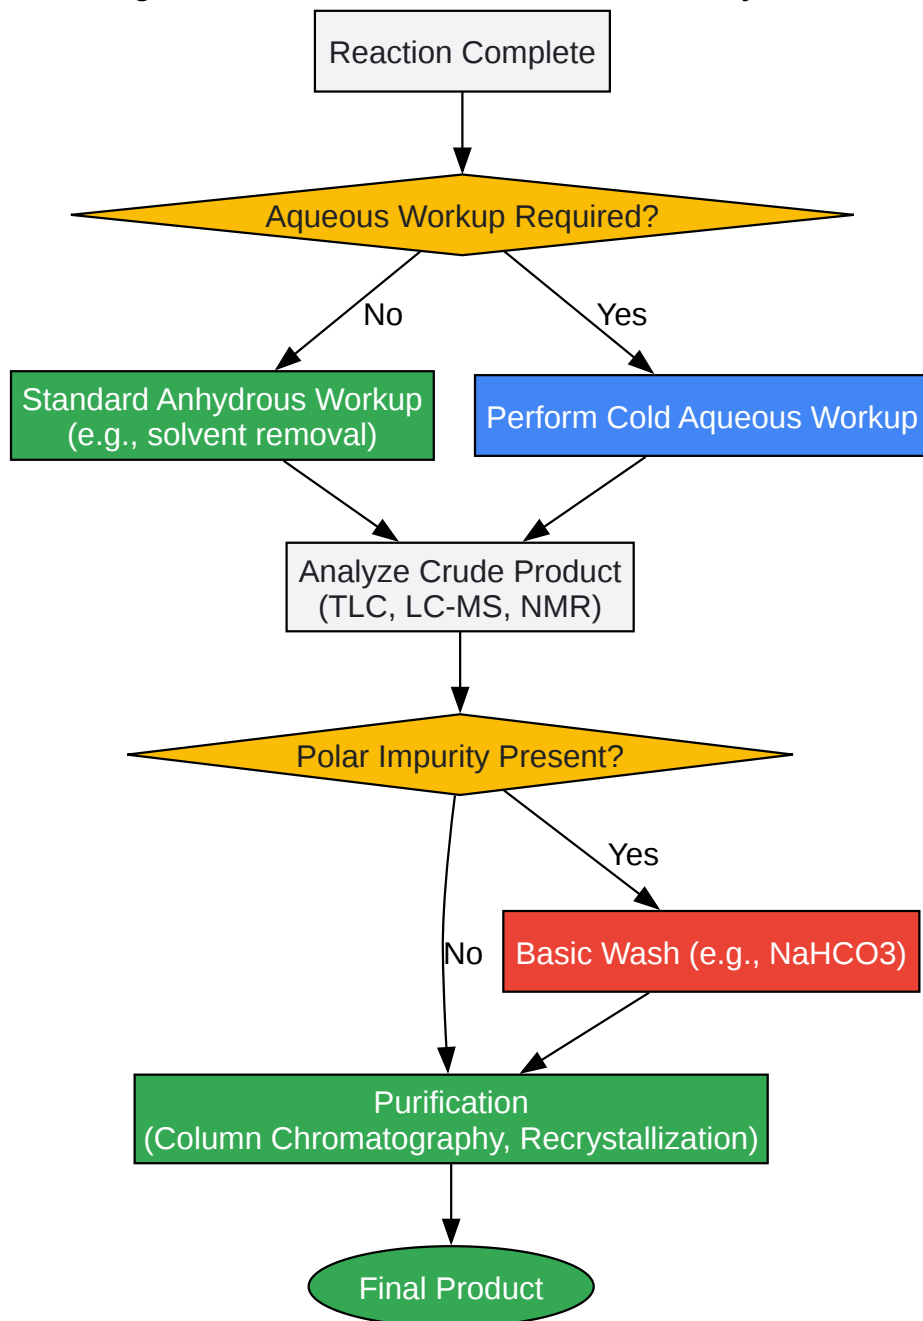 Reaction Complete
Aqueous Workup Required?
No
Yes
Standard Anhydrous Workup
(e.g., solvent removal)
Perform Cold Aqueous Workup
Analyze Crude Product
(TLC, LC-MS, NMR)
Polar Impurity Present?
Yes
No
Basic Wash (e.g., NaHCO3)
Purification
(Column Chromatography, Recrystallization)
Final Product